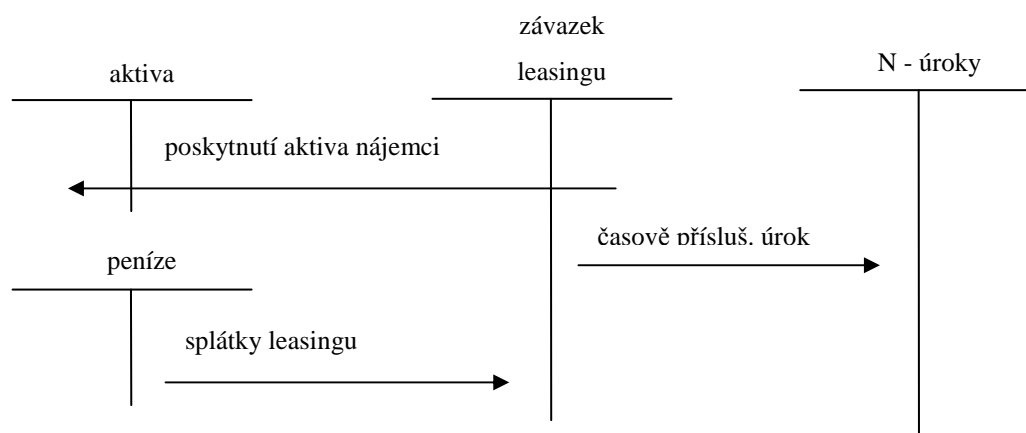 závazek
leasingu
aktiva
N - úroky
poskytnutí aktiva nájemci
časově přísluš. úrok
peníze
splátky leasingu